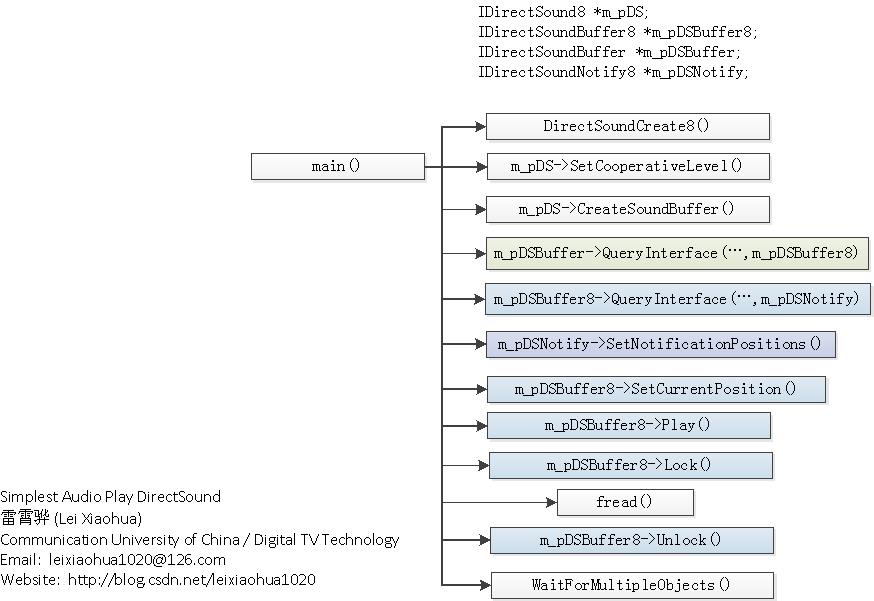 IDirectSound8 *m_pDS;
IDirectSoundBuffer8 *m_pDSBuffer8;
IDirectSoundBuffer *m_pDSBuffer;
IDirectSoundNotify8 *m_pDSNotify;
main()
DirectSoundCreate8()
m_pDS->SetCooperativeLevel()
m_pDS->CreateSoundBuffer()
m_pDSBuffer->QueryInterface(…,m_pDSBuffer8)
m_pDSBuffer8->QueryInterface(…,m_pDSNotify)
m_pDSNotify->SetNotificationPositions()
m_pDSBuffer8->SetCurrentPosition()
m_pDSBuffer8->Play()
m_pDSBuffer8->Lock()
fread()
m_pDSBuffer8->Unlock()
WaitForMultipleObjects()
Simplest Audio Play DirectSound
雷霄骅 (Lei Xiaohua)
Communication University of China / Digital TV Technology
Email: leixiaohua1020@126.com
Website: http://blog.csdn.net/leixiaohua1020